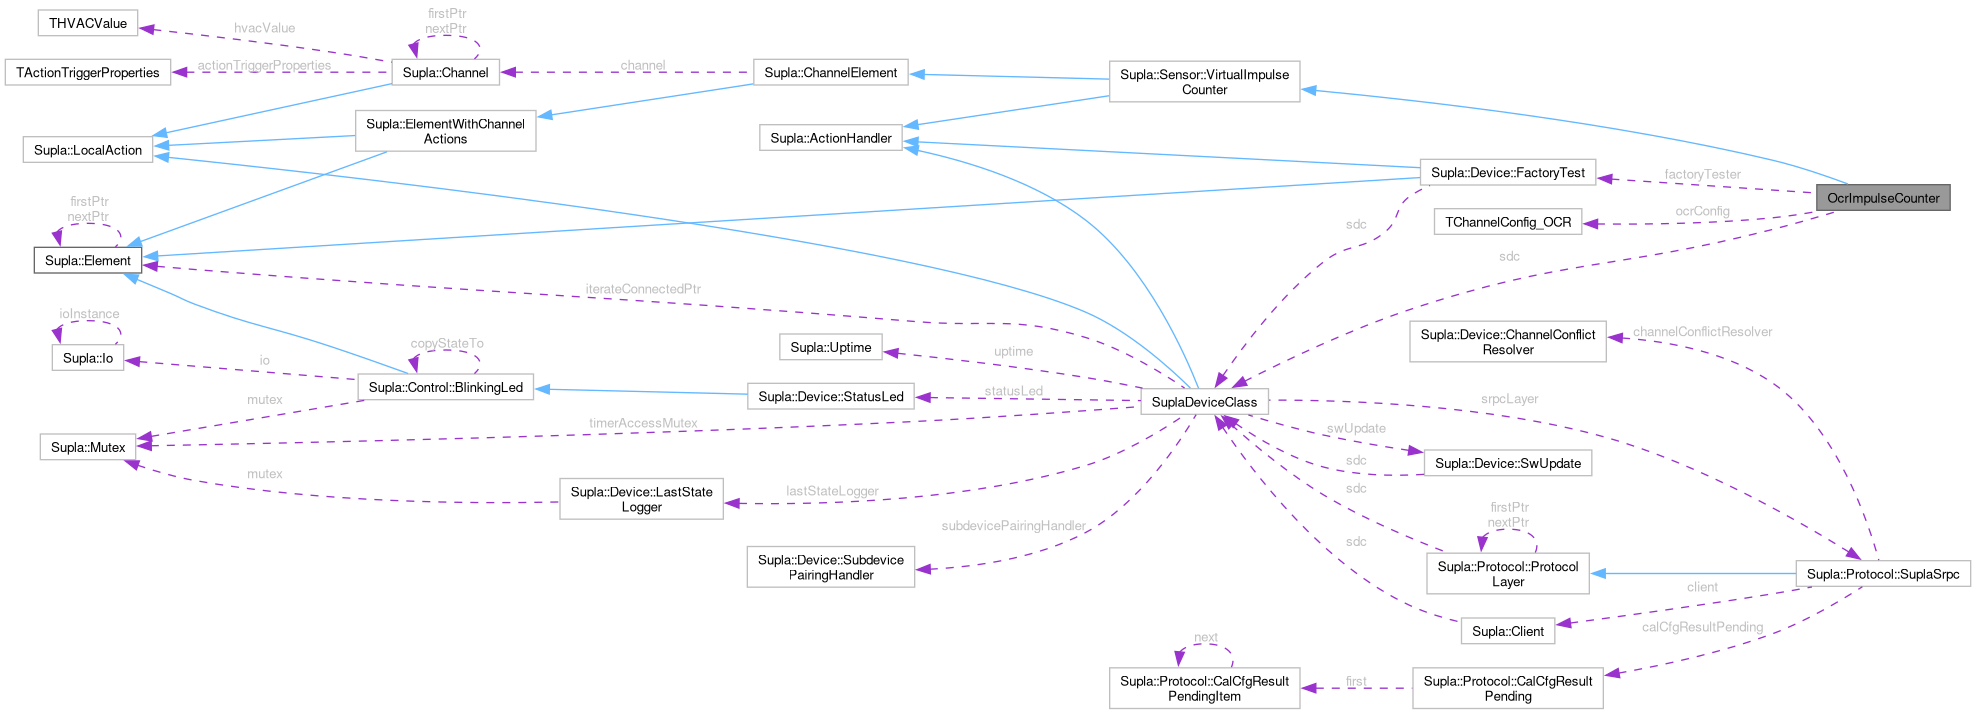 THVACValue
hvacValue
firstPtr
nextPtr
TActionTriggerProperties
actionTriggerProperties
Supla::Channel
channel
Supla::ChannelElement
Supla::Sensor::VirtualImpulse
Counter
Supla::LocalAction
Supla::ElementWithChannel
Actions
Supla::ActionHandler
Supla::Device::FactoryTest
factoryTester
OcrImpulseCounter
firstPtr
nextPtr
Supla::Element
sdc
TChannelConfig_OCR
ocrConfig
sdc
iterateConnectedPtr
ioInstance
Supla::Io
io
copyStateTo
Supla::Control::BlinkingLed
Supla::Uptime
uptime
Supla::Device::ChannelConflict
Resolver
channelConflictResolver
mutex
Supla::Device::StatusLed
statusLed
SuplaDeviceClass
srpcLayer
Supla::Mutex
timerAccessMutex
swUpdate
sdc
Supla::Device::SwUpdate
mutex
Supla::Device::LastState
Logger
lastStateLogger
sdc
firstPtr
nextPtr
subdevicePairingHandler
sdc
Supla::Device::Subdevice
PairingHandler
Supla::Protocol::Protocol
Layer
Supla::Protocol::SuplaSrpc
client
Supla::Client
calCfgResultPending
next
Supla::Protocol::CalCfgResult
PendingItem
first
Supla::Protocol::CalCfgResult
Pending